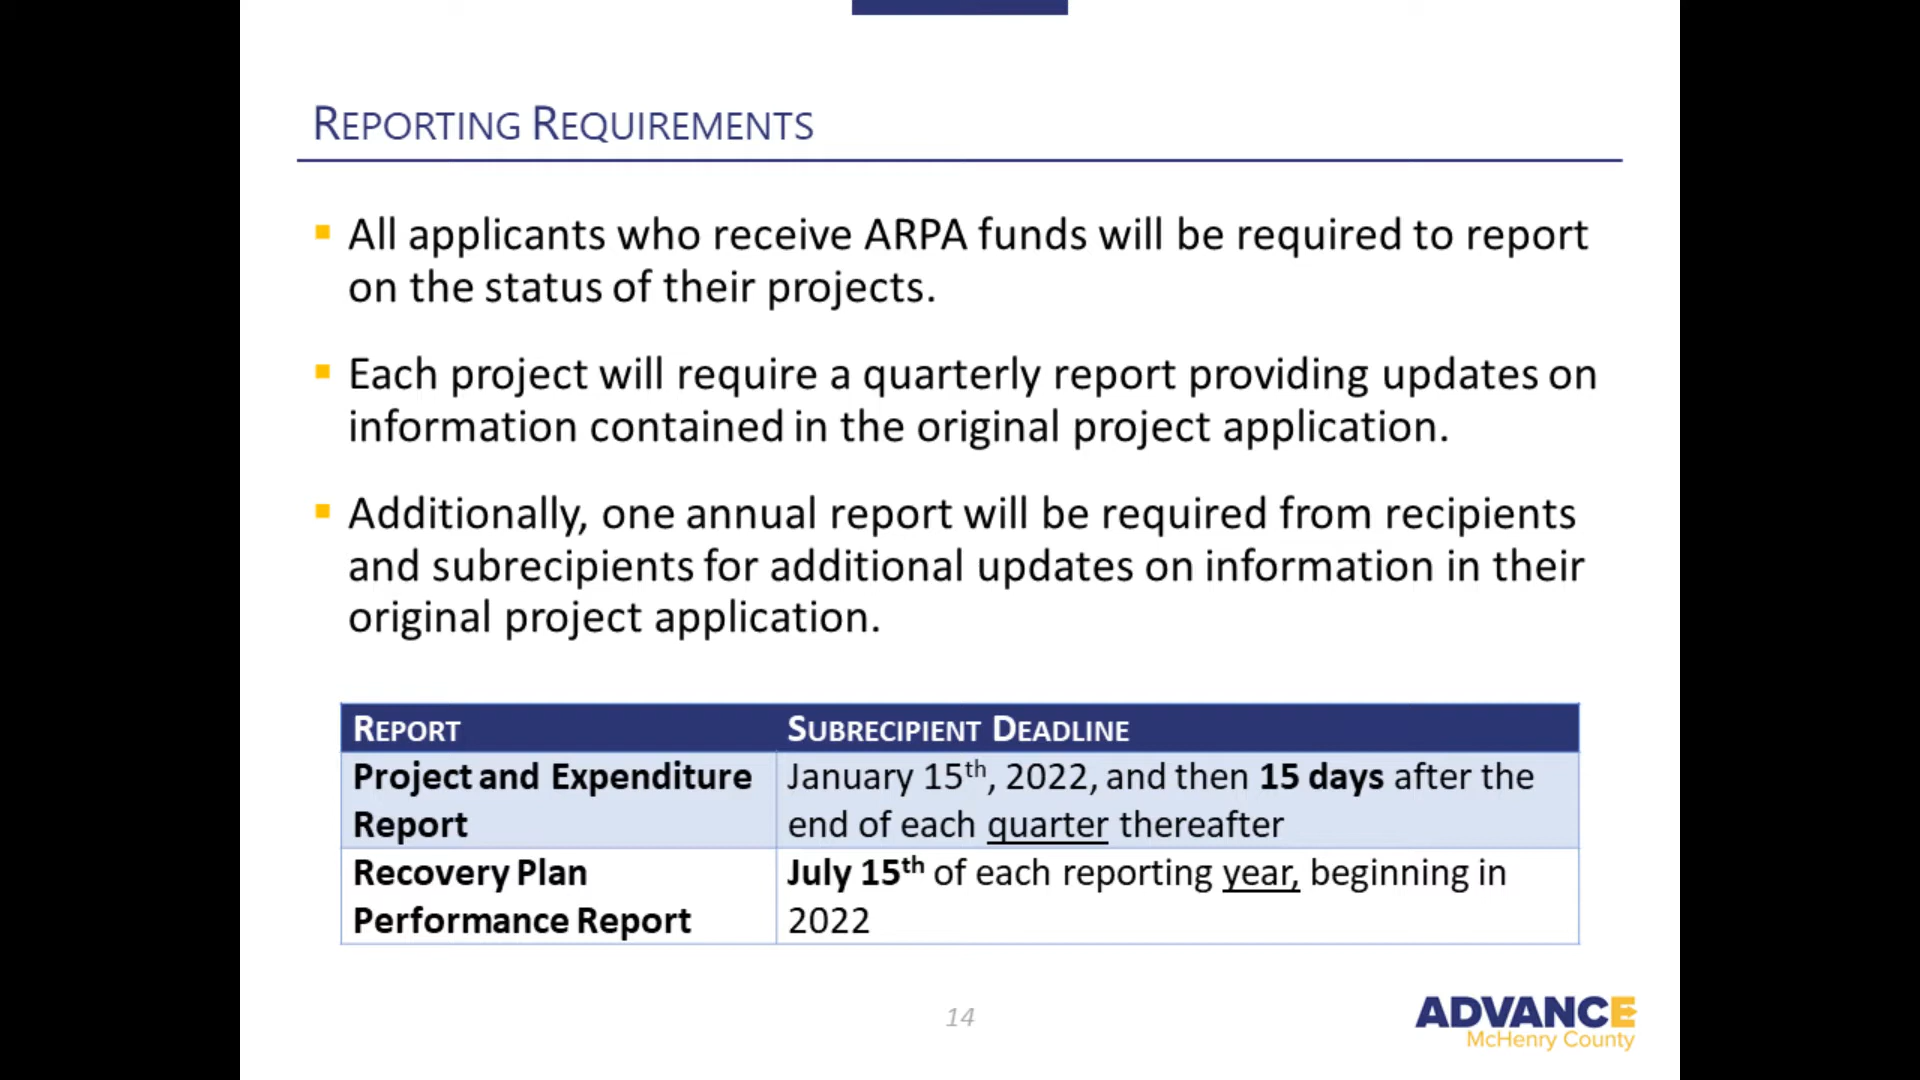 REPORTING REQUIREMENTS
All applicants who receive ARPA funds will be required to report
on the status of their projects.
Each project will require a quarterly report providing updates on
information contained in the original project application.
Additionally, one annual report will be required from recipients
and subrecipients for additional updates on information in their
original project application.
REPORT SUBRECIPIENT DEADLINE
Project and Expenditure January 15th, 2022, and then 15 days after the
Report end of each quarter thereafter
Recovery Plan July 15th of each reporting year, beginning in
Performance Report 2022
14
ADVANCE
McHenry County